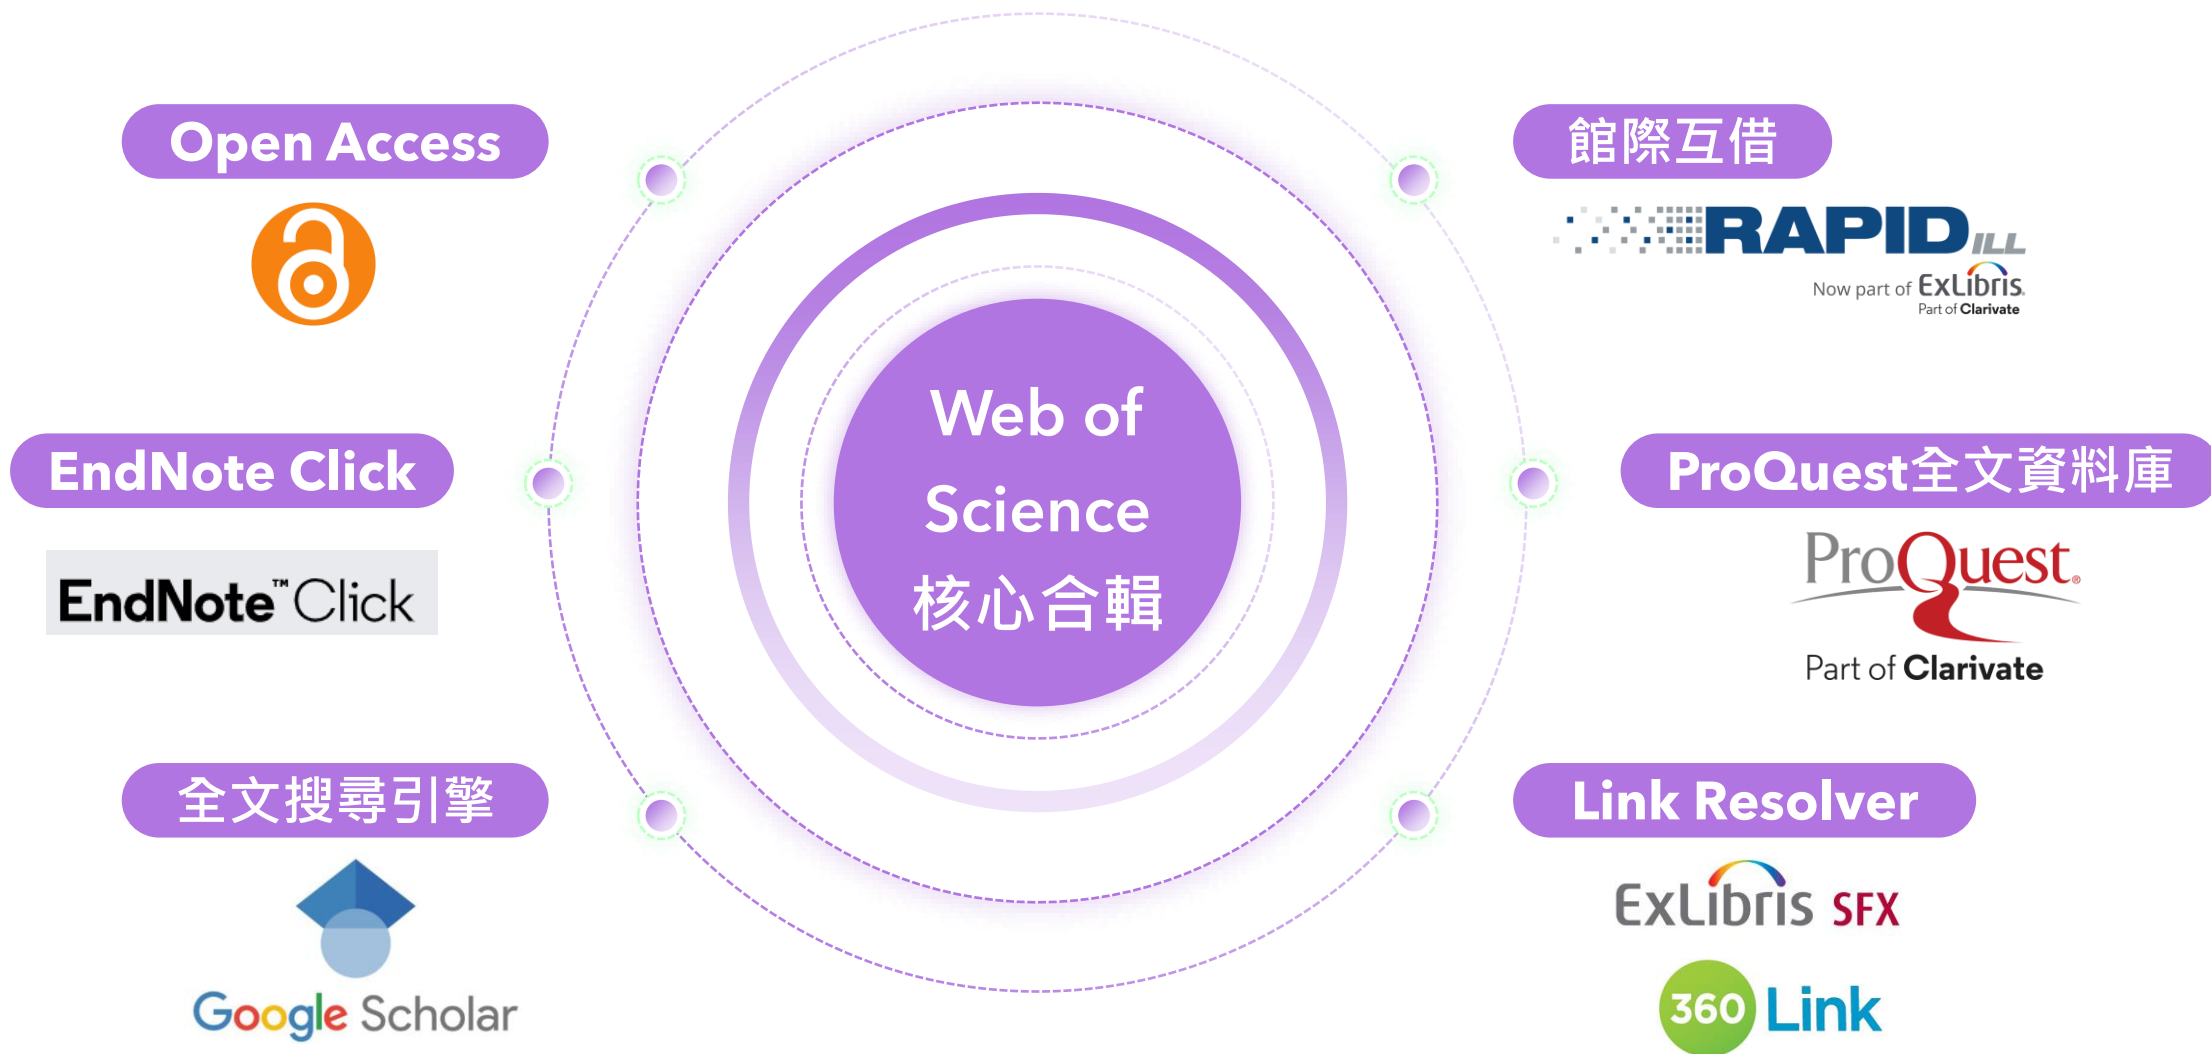 Open Access
館際互借
RAPID ILL
Now part of ExLibris.
Part of Clarivate
Web of
Science
核心合輯
EndNote Click
EndNote™ Click
ProQuest全文資料庫
ProQuest®
Part of Clarivate
全文搜尋引擎
Google Scholar
Link Resolver
ExLibris SFX
360 Link